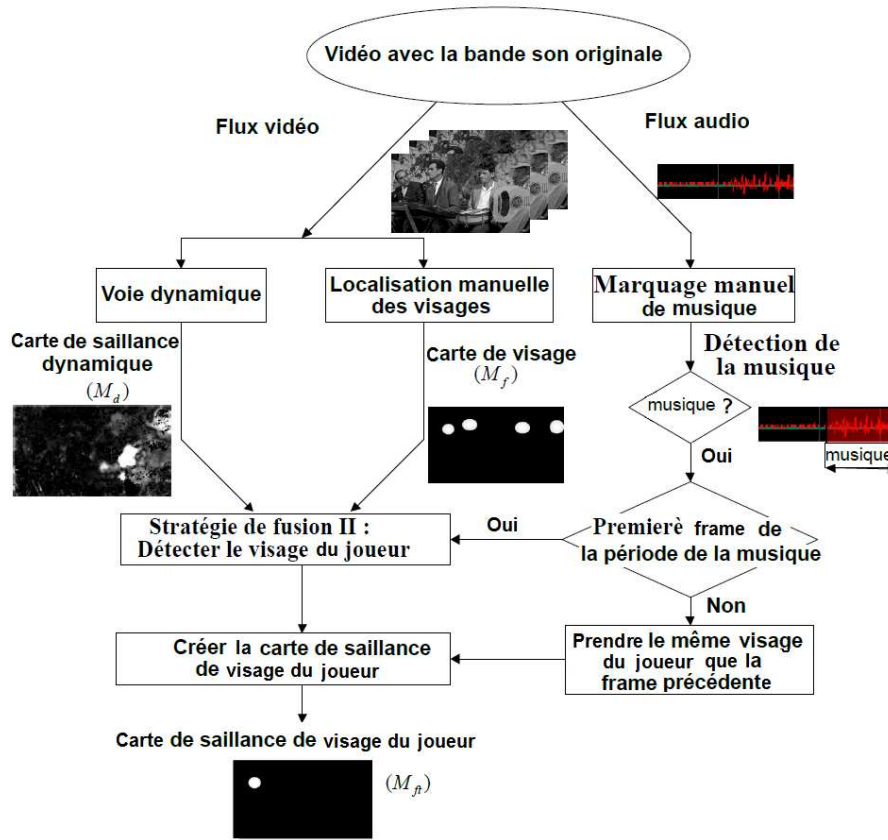 Vidéo avec la bande son originale
Flux vidéo
Flux audio
Voie dynamique
Localisation manuelle
des visages
Marquage manuel
de musique
Carte de saillance
dynamique
(M_d)
Carte de visage
(M_f)
Détection de
la musique
musique ?
musique
Oui
Stratégie de fusion II :
Détecter le visage du joueur
Oui
Premierè frame de
la période de la musique
Non
Créer la carte de saillance
de visage du joueur
Prendre le même visage
du joueur que la
frame précédente
Carte de saillance de visage du joueur
(M_ft)